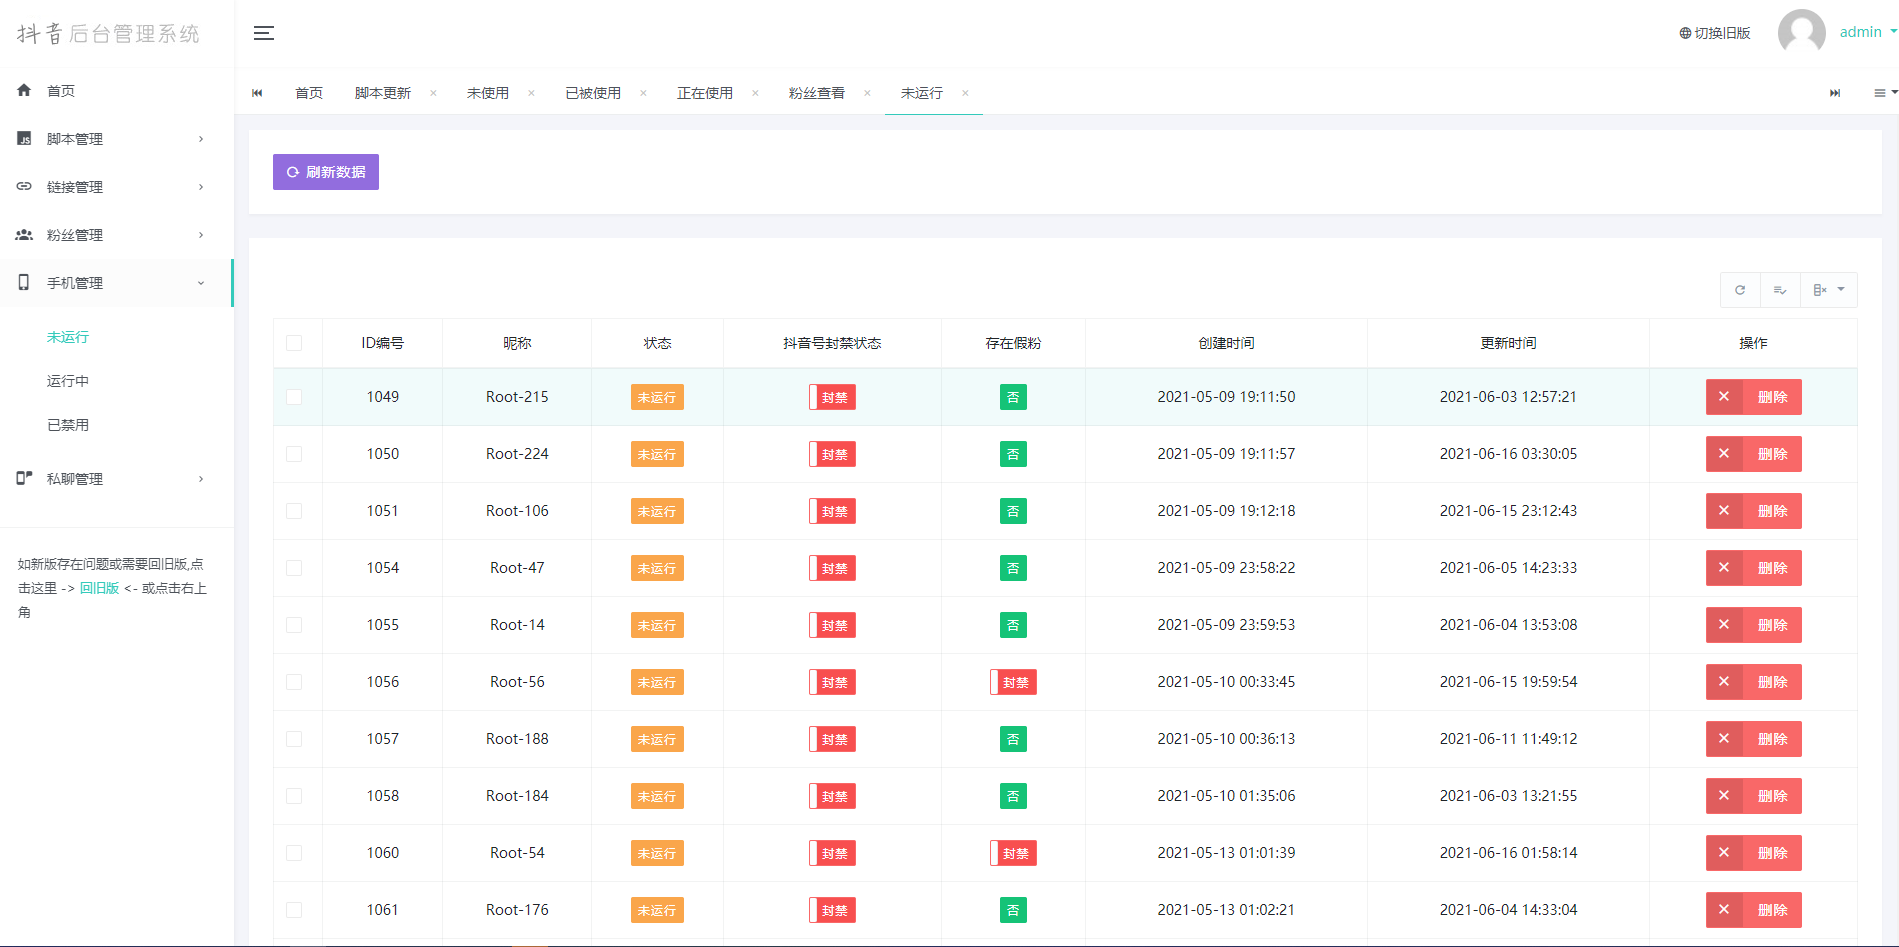 抖音后台管理系统
切换旧版 admin
首页 脚本更新 × 未使用 × 已被使用 × 正在使用 × 粉丝查看 × 未运行 ×
首页
脚本管理
链接管理
粉丝管理
手机管理
未运行
运行中
已禁用
私聊管理
如新版存在问题或需要回旧版,点
击这里 -> 回旧版 <- 或点击右上
角
刷新数据
ID编号 昵称 状态 抖音号封禁状态 存在假粉 创建时间 更新时间 操作
1049 Root-215 未运行 封禁 否 2021-05-09 19:11:50 2021-06-03 12:57:21 × 删除
1050 Root-224 未运行 封禁 否 2021-05-09 19:11:57 2021-06-16 03:30:05 × 删除
1051 Root-106 未运行 封禁 否 2021-05-09 19:12:18 2021-06-15 23:12:43 × 删除
1054 Root-47 未运行 封禁 否 2021-05-09 23:58:22 2021-06-05 14:23:33 × 删除
1055 Root-14 未运行 封禁 否 2021-05-09 23:59:53 2021-06-04 13:53:08 × 删除
1056 Root-56 未运行 封禁 封禁 2021-05-10 00:33:45 2021-06-15 19:59:54 × 删除
1057 Root-188 未运行 封禁 否 2021-05-10 00:36:13 2021-06-11 11:49:12 × 删除
1058 Root-184 未运行 封禁 否 2021-05-10 01:35:06 2021-06-03 13:21:55 × 删除
1060 Root-54 未运行 封禁 封禁 2021-05-13 01:01:39 2021-06-16 01:58:14 × 删除
1061 Root-176 未运行 封禁 否 2021-05-13 01:02:21 2021-06-04 14:33:04 × 删除